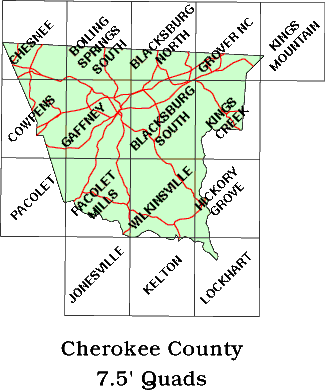 CHESNEE
BOILING
SPRINGS
SOUTH
BLACKSBURG
NORTH
GROVER NC
KINGS
MOUNTAIN
COWPENS
GAFFNEY
BLACKSBURG
SOUTH
KINGS
CREEK
PACOLET
PACOLET
MILLS
WILKINSVILLE
HICKORY
GROVE
JONESVILLE
KELTON
LOCKHART
Cherokee County
7.5' Quads